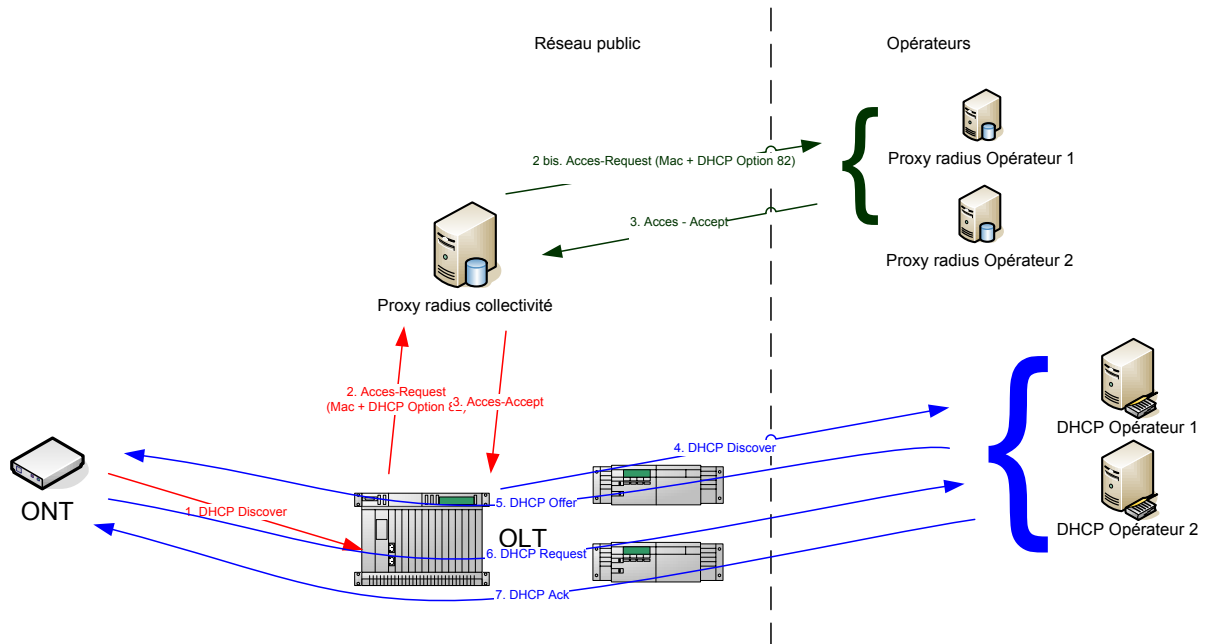 Réseau public
Opérateurs
2 bis. Acces-Request (Mac + DHCP Option 82)
Proxy radius Opérateur 1
3. Acces - Accept
Proxy radius Opérateur 2
Proxy radius collectivité
2. Acces-Request
(Mac + DHCP Option 82)
3. Acces-Accept
DHCP Opérateur 1
4. DHCP Discover
ONT
1. DHCP Discover
5. DHCP Offer
OLT
DHCP Opérateur 2
6. DHCP Request
7. DHCP Ack